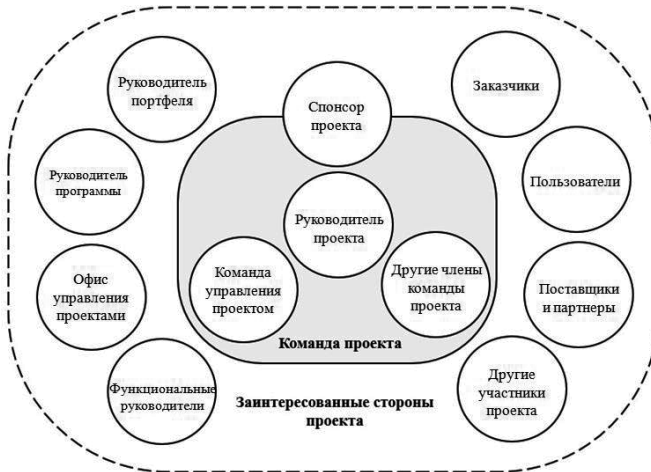 Руководитель
портфеля
Спонсор
проекта
Заказчики
Руководитель
программы
Пользователи
Руководитель
проекта
Офис
управления
проектами
Команда
управления
проектом
Другие члены
команды
проекта
Поставщики
и партнеры
Команда проекта
Функциональные
руководители
Заинтересованные стороны
проекта
Другие
участники
проекта